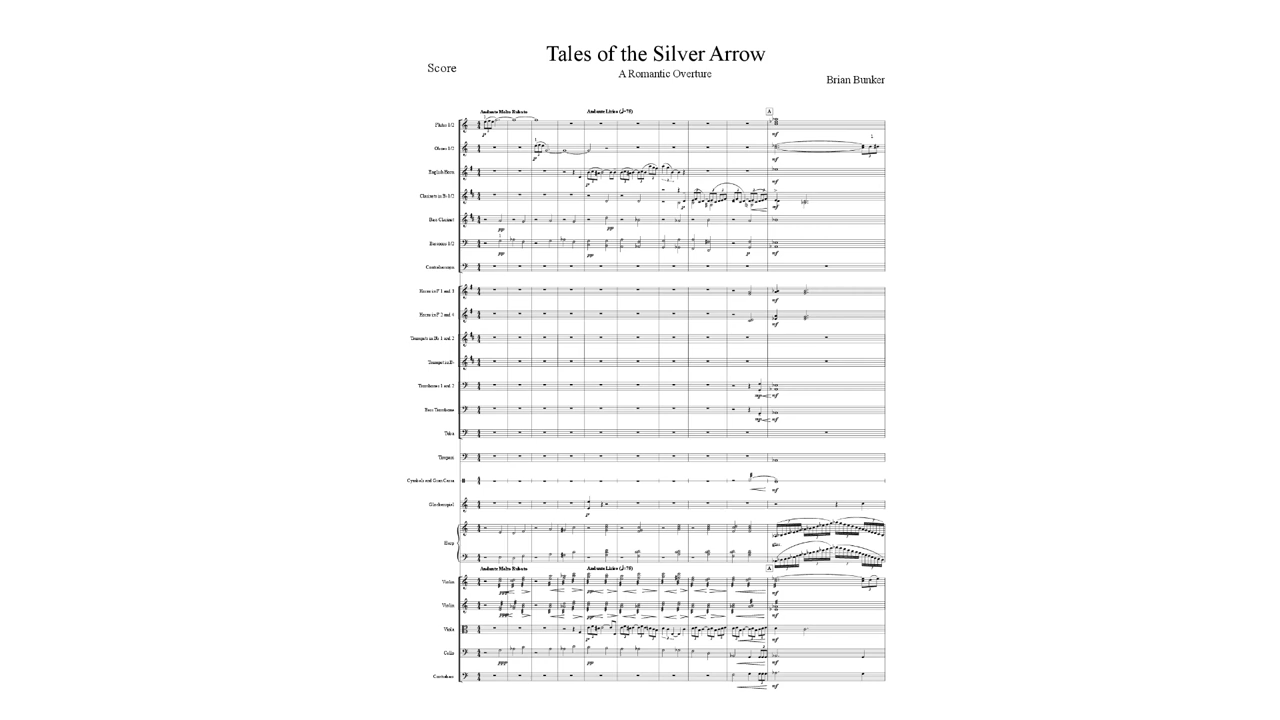 Tales of the Silver Arrow
Score
A Romantic Overture
Brian Bunker
Andante Molto Rubato
Andante Lirico (♩=70)
A
Flutes 1/2
Oboes 1/2
English Horn
Clarinets in B♭ 1/2
Bass Clarinet
Bassoons 1/2
Contrabassoon
Horns in F 1 and 3
Horns in F 2 and 4
Trumpets in B♭ 1 and 2
Trumpet in B♭
Trombones 1 and 2
Bass Trombone
Tuba
Timpani
Cymbals and Gran Cassa
Glockenspiel
Harp
gliss.
Andante Molto Rubato
Andante Lirico (♩=70)
A
Violin
Violin
Viola
Cello
Contrabass